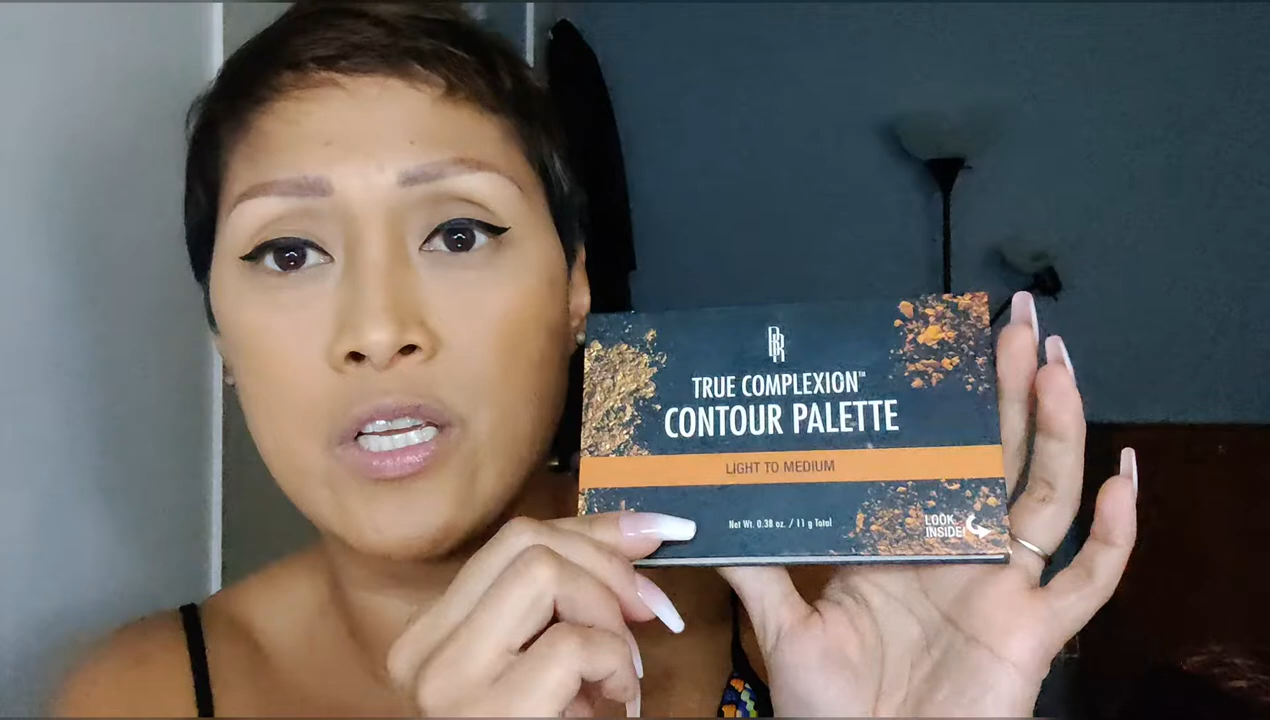 TRUE COMPLEXION™
CONTOUR PALETTE
LIGHT TO MEDIUM
Net Wt. 0.38 oz. / 11 g Total
LOOK
INSIDE!